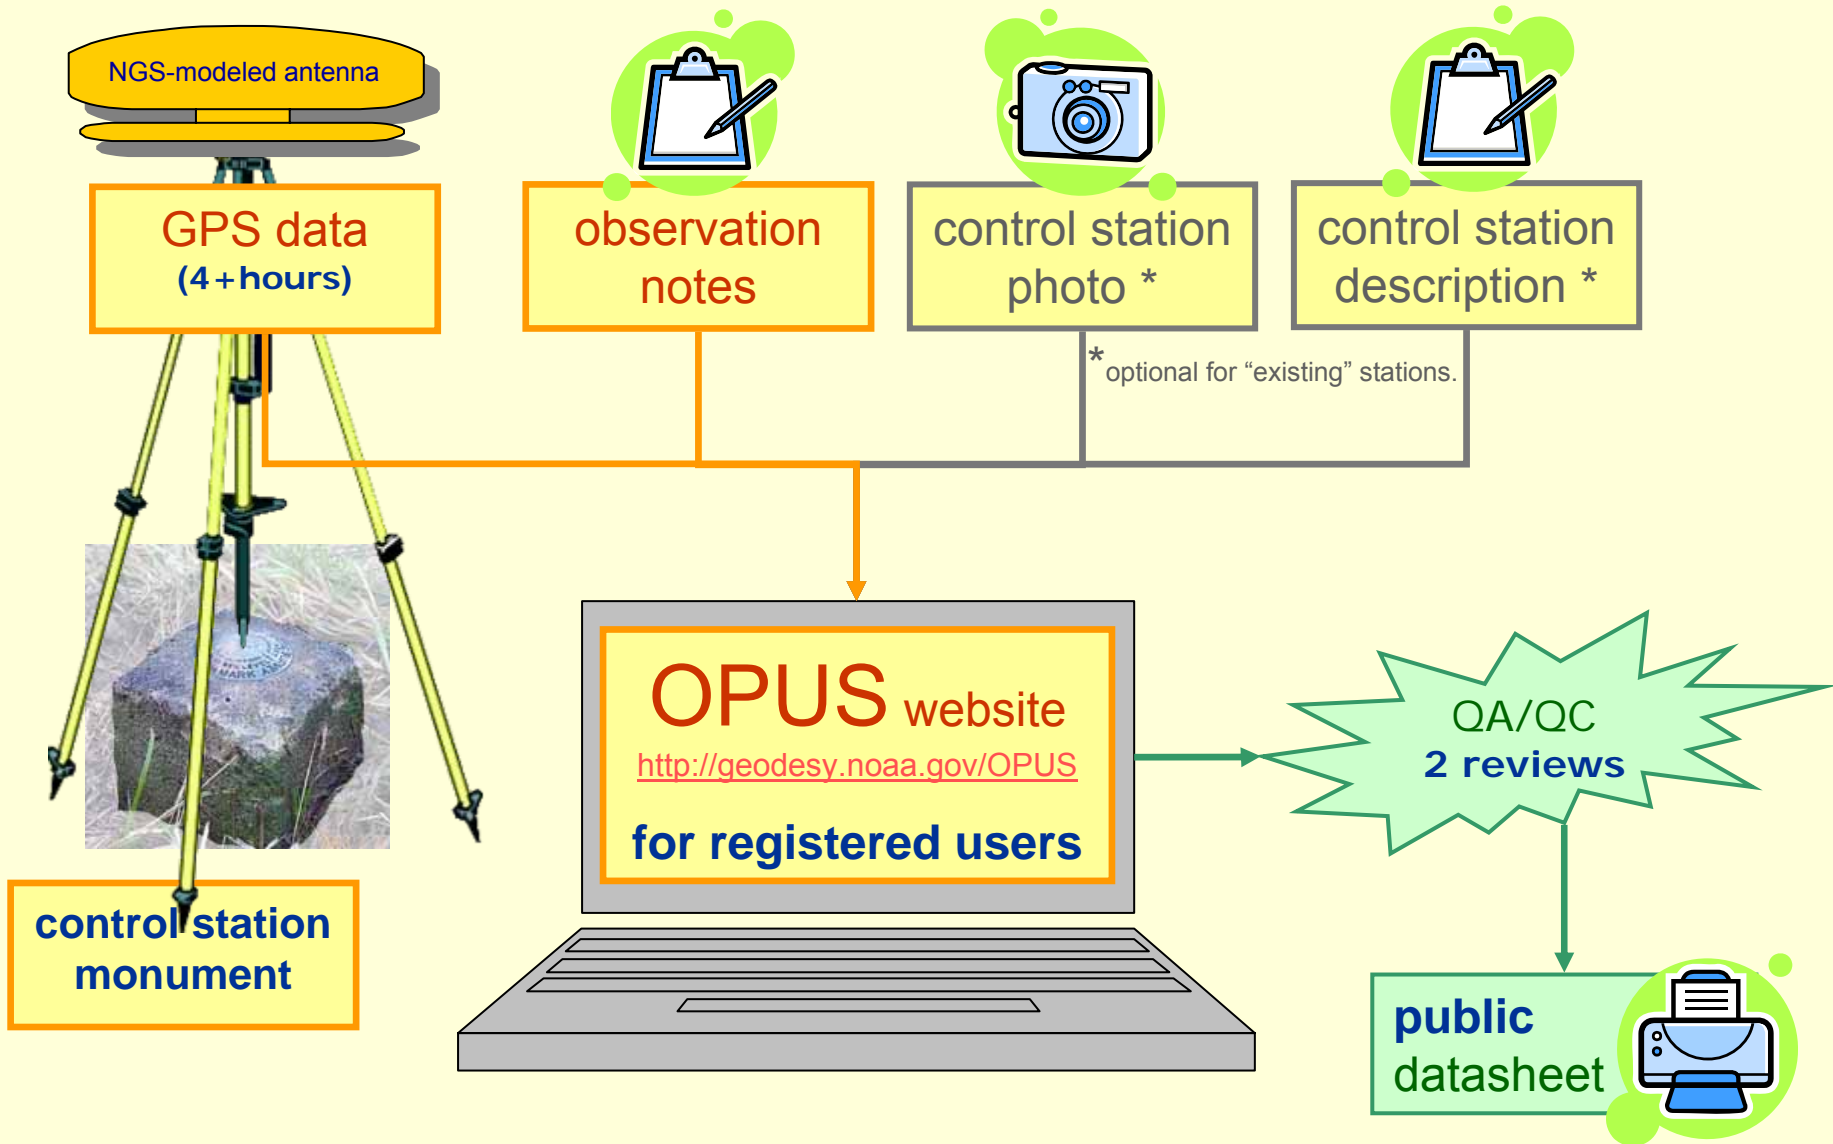 NGS-modeled antenna
GPS data
(4+hours)
observation
notes
control station
photo *
control station
description *
*optional for “existing” stations.
OPUS website
http://geodesy.noaa.gov/OPUS
for registered users
QA/QC
2 reviews
control station
monument
public
datasheet
MARK